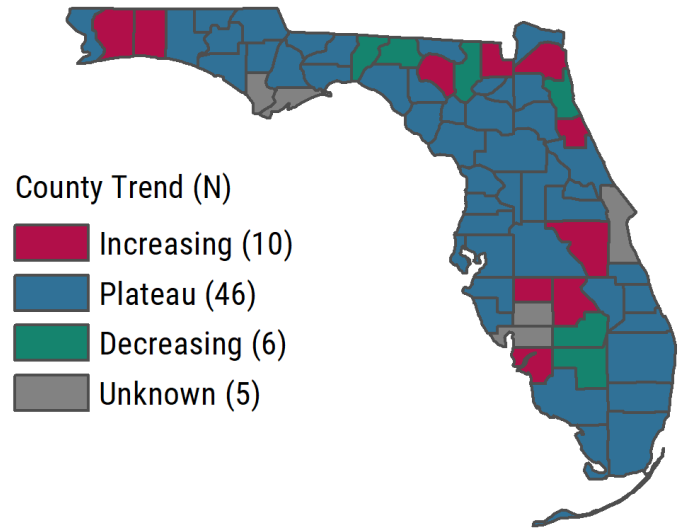 County Trend (N)
Increasing (10)
Plateau (46)
Decreasing (6)
Unknown (5)